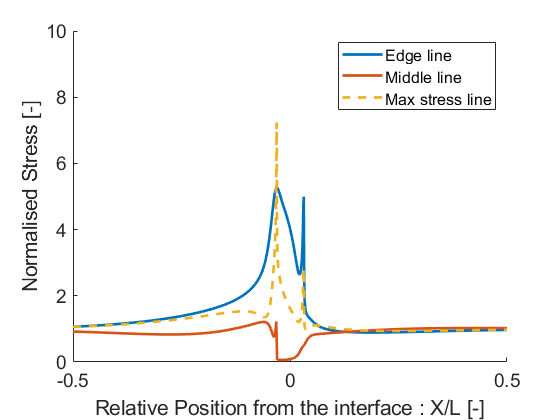 10
8
6
4
2
0
-0.5
0
0.5
Normalised Stress [-]
Relative Position from the interface : X/L [-]
Edge line
Middle line
Max stress line